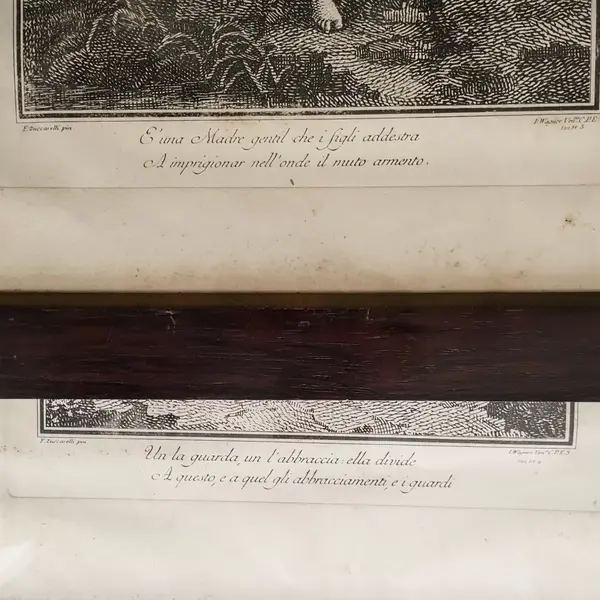 F. Zuccarelli pin
J. Wagner Ven.ª C.P.E.S
E' una Madre gentil che i figli addestra
A imprigionar nell'onde il muto armento.
F. Zuccarelli pin
J. Wagner Ven.ª C.P.E.S
Un la guarda, un l'abbraccia: ella divide
A questo, e a quel gli abbracciamenti, e i guardi